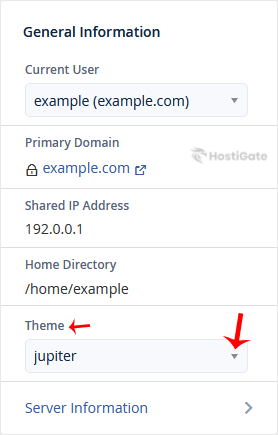 General Information
Current User
example (example.com)
Primary Domain
HostiGate
example.com
Shared IP Address
192.0.0.1
Home Directory
/home/example
Theme
jupiter
Server Information